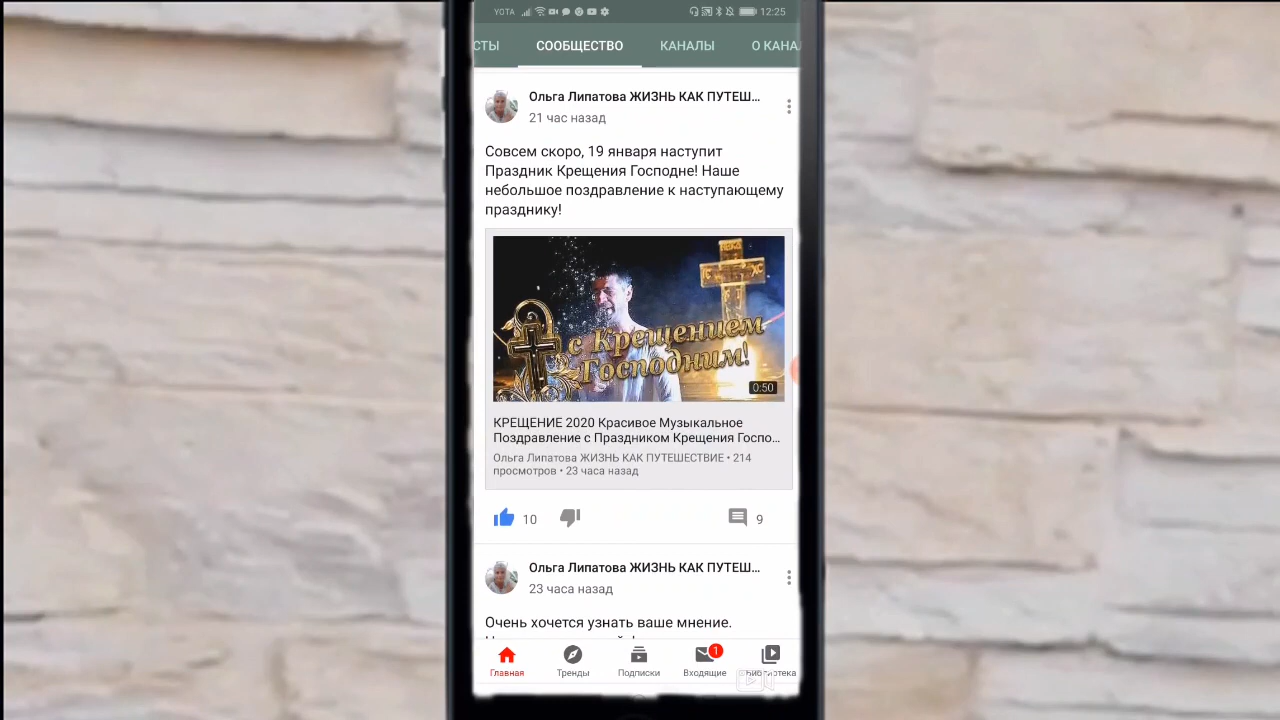 YOTA 12:25
СТЫ СООБЩЕСТВО КАНАЛЫ О КАНАЛ
Ольга Липатова ЖИЗНЬ КАК ПУТЕШ...
21 час назад
Совсем скоро, 19 января наступит
Праздник Крещения Господне! Наше
небольшое поздравление к наступающему
празднику!
с Крещением
Господним!
0:50
КРЕЩЕНИЕ 2020 Красивое Музыкальное
Поздравление с Праздником Крещения Госпо...
Ольга Липатова ЖИЗНЬ КАК ПУТЕШЕСТВИЕ • 214
просмотров • 23 часа назад
10 9
Ольга Липатова ЖИЗНЬ КАК ПУТЕШ...
23 часа назад
Очень хочется узнать ваше мнение.
1
Главная Тренды Подписки Входящие Библиотека